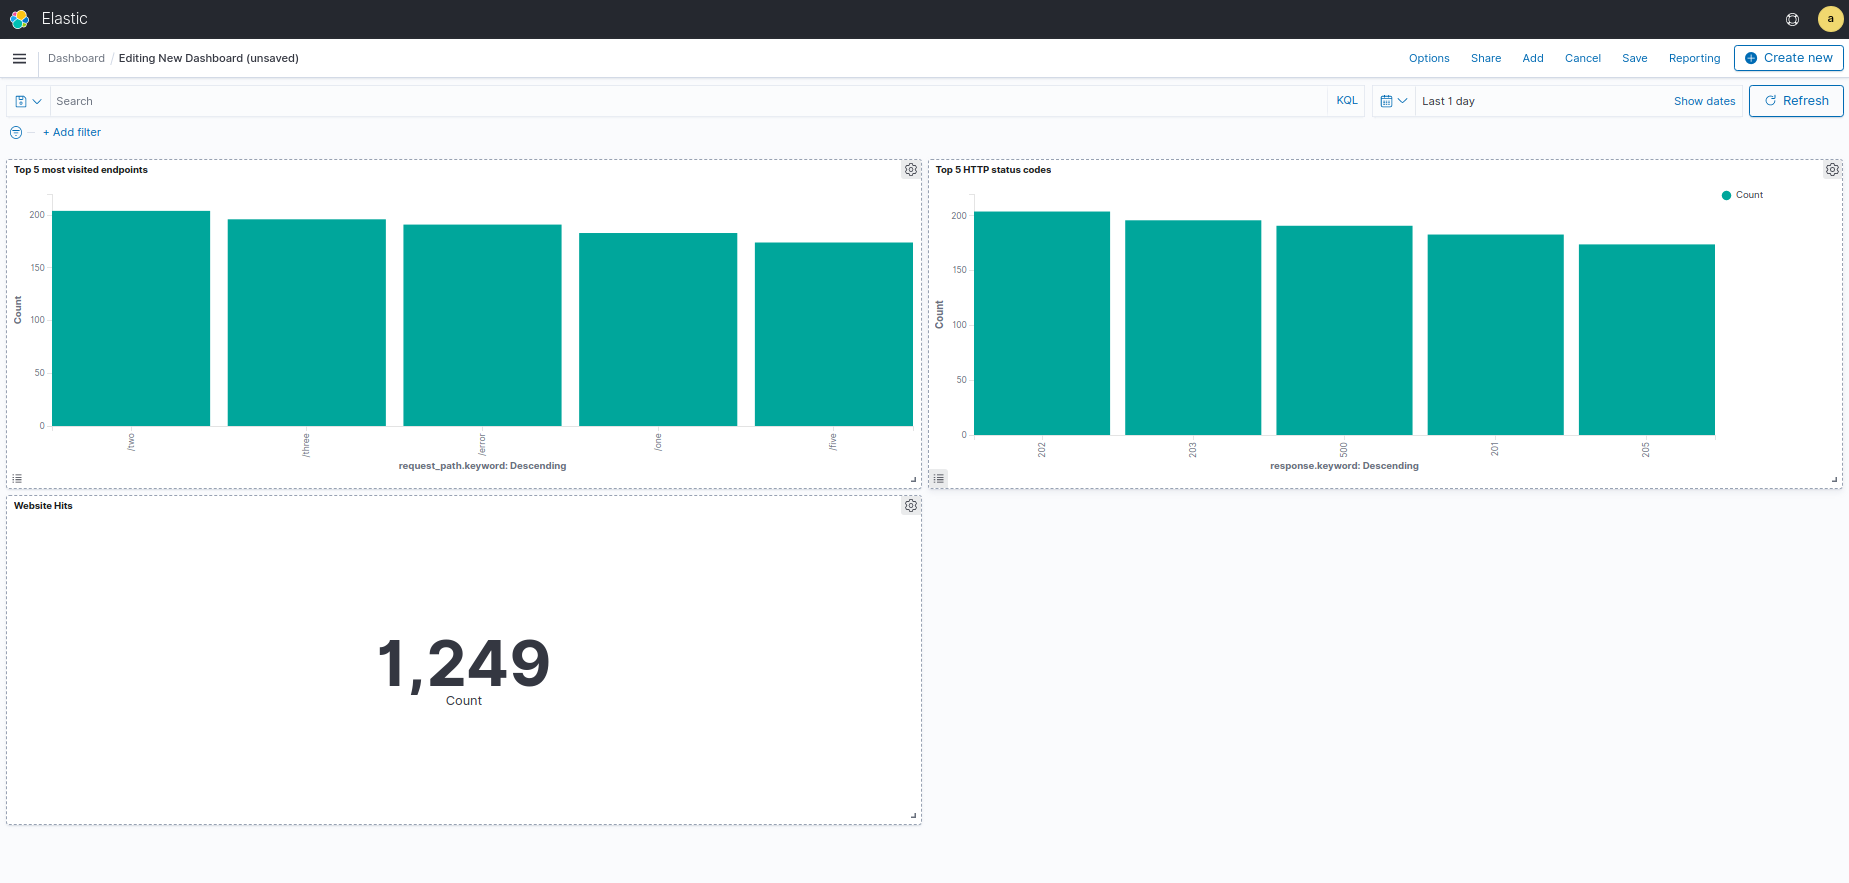 Elastic
a
Dashboard / Editing New Dashboard (unsaved)
Options Share Add Cancel Save Reporting Create new
Search KQL Last 1 day Show dates Refresh
+ Add filter
Top 5 most visited endpoints
200
150
100
50
0
Count
/two /three /error /one /five
request_path.keyword: Descending
Top 5 HTTP status codes
Count
200
150
100
50
0
Count
202 203 500 201 205
response.keyword: Descending
Website Hits
1,249
Count